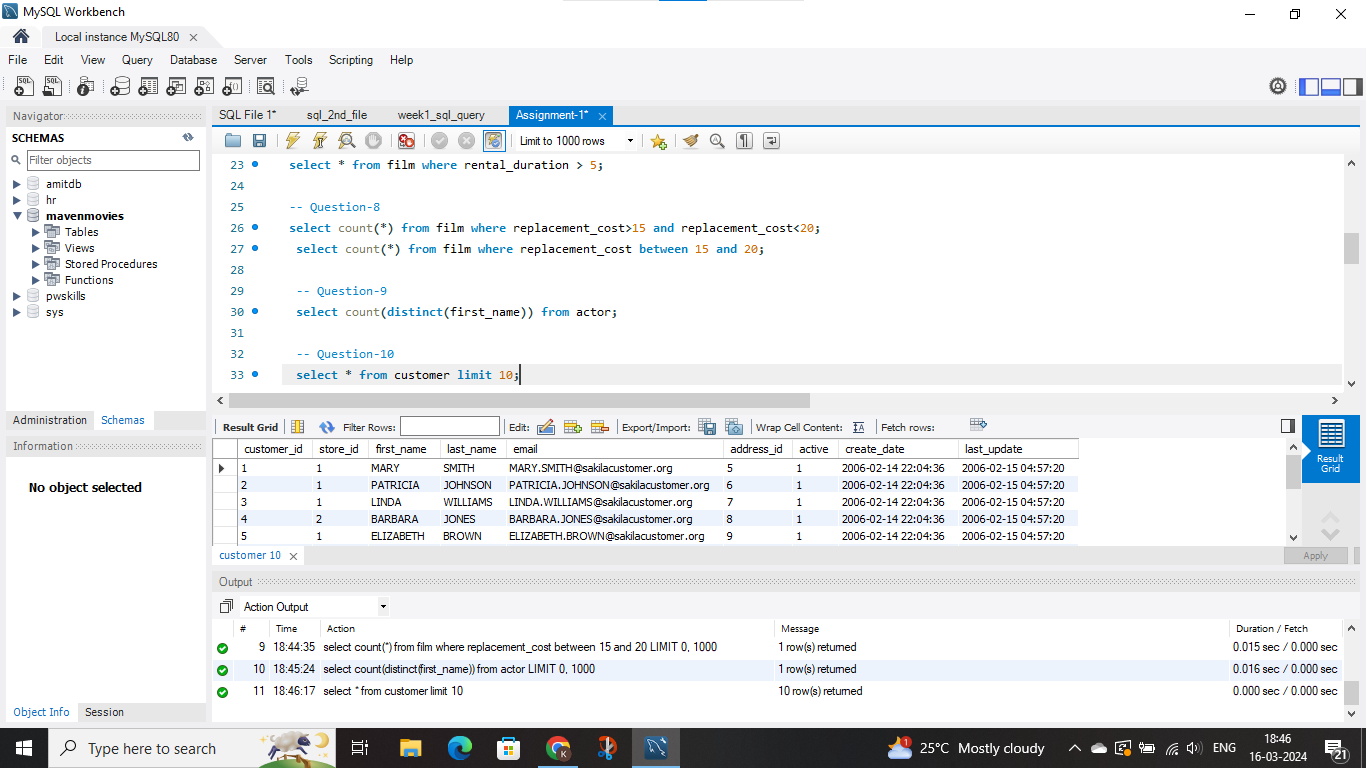 MySQL Workbench
Local instance MySQL80
File Edit View Query Database Server Tools Scripting Help
Navigator
SCHEMAS
Filter objects
amitdb
hr
mavenmovies
Tables
Views
Stored Procedures
Functions
pwskills
sys
Administration Schemas
Information
No object selected
Object Info Session
SQL File 1* sql_2nd_file week1_sql_query Assignment-1*
Limit to 1000 rows
23 select * from film where rental_duration > 5;
24
25 -- Question-8
26 select count(*) from film where replacement_cost>15 and replacement_cost<20;
27 select count(*) from film where replacement_cost between 15 and 20;
28
29 -- Question-9
30 select count(distinct(first_name)) from actor;
31
32 -- Question-10
33 select * from customer limit 10;
Result Grid Filter Rows: Edit: Export/Import: Wrap Cell Content: Fetch rows:
customer_id store_id first_name last_name email address_id active create_date last_update
1 1 MARY SMITH MARY.SMITH@sakilacustomer.org 5 1 2006-02-14 22:04:36 2006-02-15 04:57:20
2 1 PATRICIA JOHNSON PATRICIA.JOHNSON@sakilacustomer.org 6 1 2006-02-14 22:04:36 2006-02-15 04:57:20
3 1 LINDA WILLIAMS LINDA.WILLIAMS@sakilacustomer.org 7 1 2006-02-14 22:04:36 2006-02-15 04:57:20
4 2 BARBARA JONES BARBARA.JONES@sakilacustomer.org 8 1 2006-02-14 22:04:36 2006-02-15 04:57:20
5 1 ELIZABETH BROWN ELIZABETH.BROWN@sakilacustomer.org 9 1 2006-02-14 22:04:36 2006-02-15 04:57:20
Result
Grid
customer 10
Apply
Output
Action Output
# Time Action Message Duration / Fetch
9 18:44:35 select count(*) from film where replacement_cost between 15 and 20 LIMIT 0, 1000 1 row(s) returned 0.015 sec / 0.000 sec
10 18:45:24 select count(distinct(first_name)) from actor LIMIT 0, 1000 1 row(s) returned 0.016 sec / 0.000 sec
11 18:46:17 select * from customer limit 10 10 row(s) returned 0.000 sec / 0.000 sec
Type here to search
1
25°C Mostly cloudy
ENG
18:46
16-03-2024
21